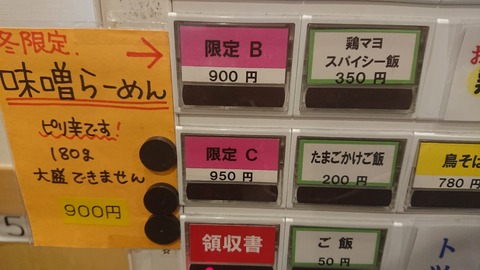 冬限定.
味噌らーめん
ピリ辛です!
180g
大盛できません
900円
限定 B
900 円
鶏マヨ
スパイシー飯
350 円
限定 C
950 円
たまごかけご飯
200 円
鳥そば
780 円
領収書
ご 飯
50 円
5
お
ト